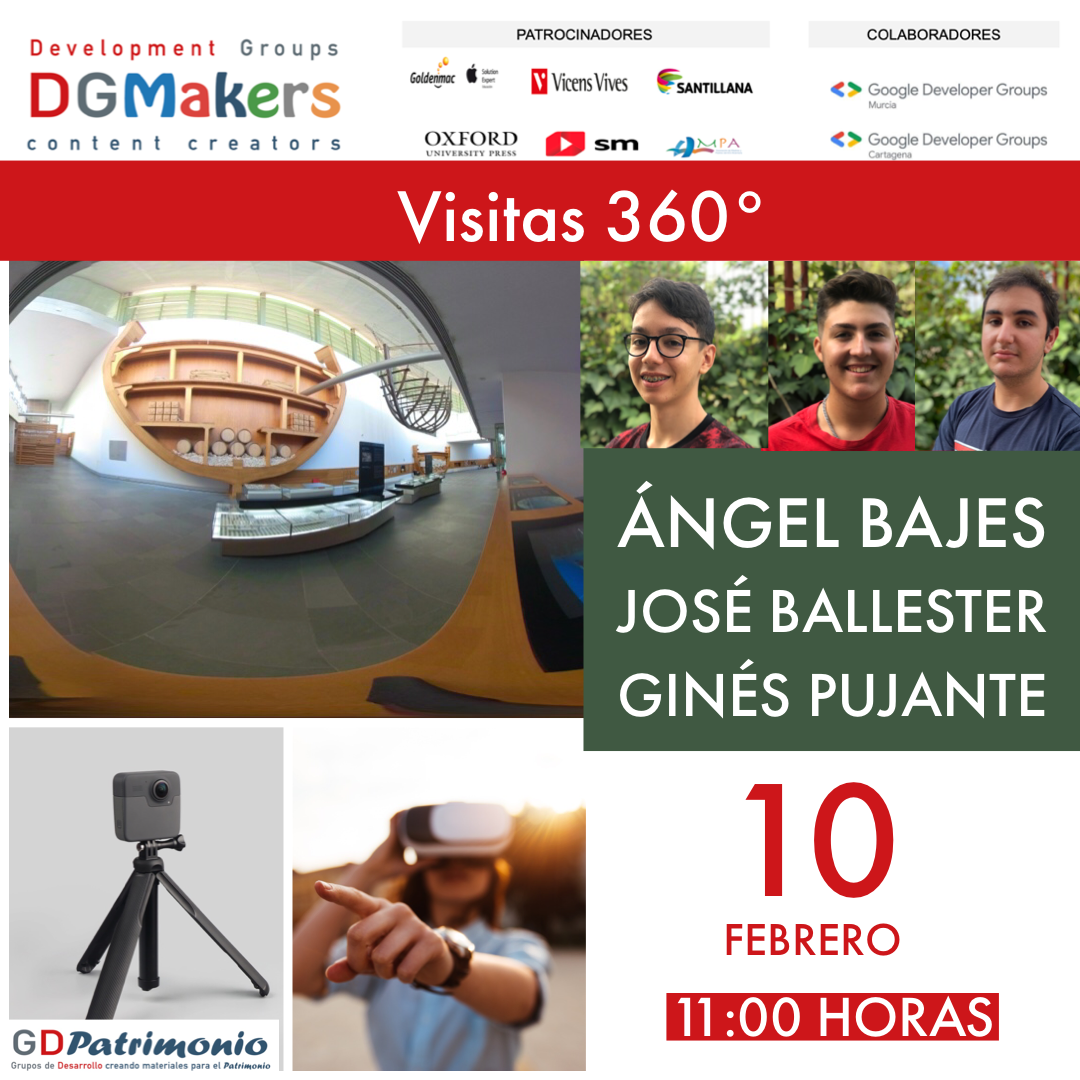 Development Groups
DGMakers
content creators
PATROCINADORES
Goldenmac
Solution
Expert
Vicens Vives
SANTILLANA
OXFORD
UNIVERSITY PRESS
sm
AMPA
COLABORADORES
Google Developer Groups
Murcia
Google Developer Groups
Cartagena
Visitas 360°
ÁNGEL BAJES
JOSÉ BALLESTER
GINÉS PUJANTE
10
FEBRERO
11:00 HORAS
GDPatrimonio
Grupos de Desarrollo creando materiales para el Patrimonio